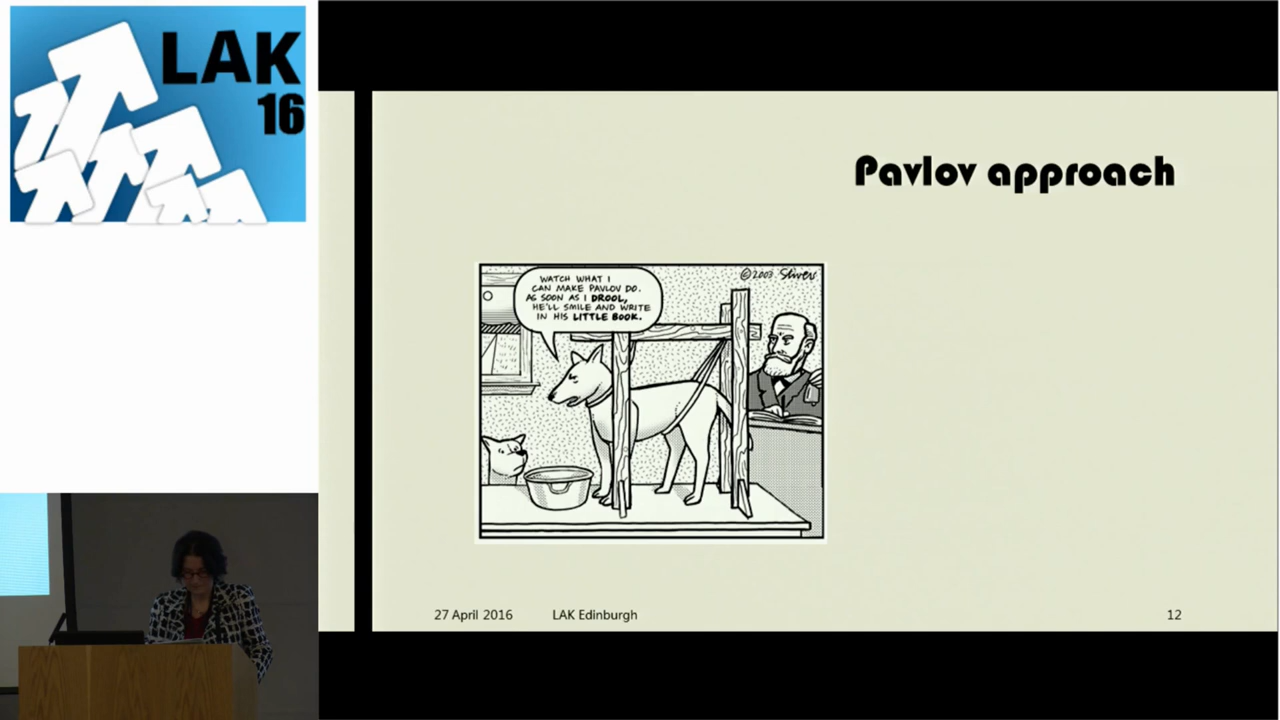 LAK
16
Pavlov approach
WATCH WHAT I
CAN MAKE PAVLOV DO.
AS SOON AS I DROOL,
HE'LL SMILE AND WRITE
IN HIS LITTLE BOOK.
©2003
27 April 2016
LAK Edinburgh
12